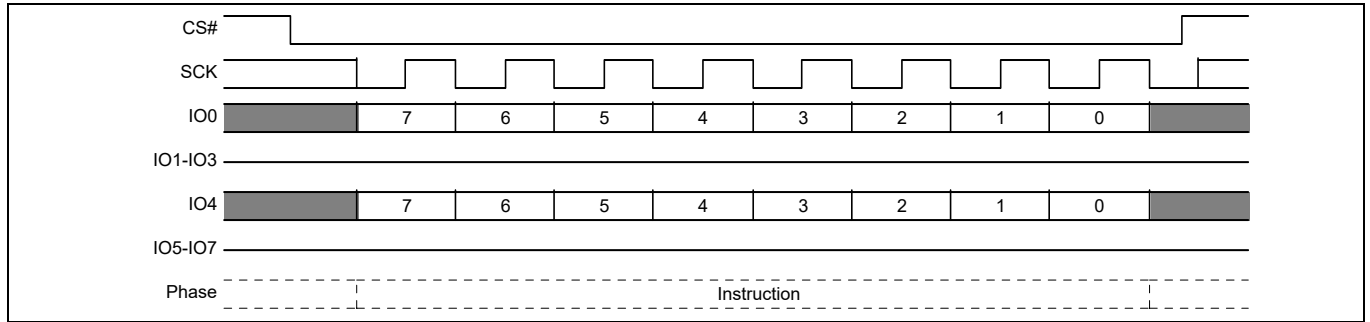 CS#
SCK
IO0 7 6 5 4 3 2 1 0
IO1-IO3
IO4 7 6 5 4 3 2 1 0
IO5-IO7
Phase Instruction